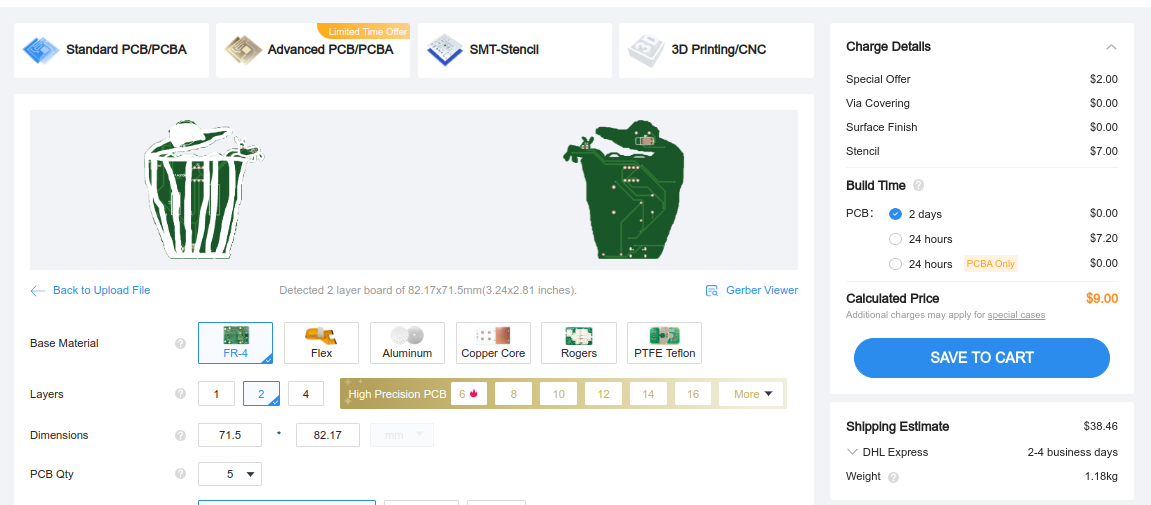 Limited Time Offer
Standard PCB/PCBA
Advanced PCB/PCBA
SMT-Stencil
3D Printing/CNC
Back to Upload File
Detected 2 layer board of 82.17x71.5mm(3.24x2.81 inches).
Gerber Viewer
Base Material
FR-4
Flex
Aluminum
Copper Core
Rogers
PTFE Teflon
Layers
1
2
4
High Precision PCB
6
8
10
12
14
16
More
Dimensions
71.5
*
82.17
mm
PCB Qty
5
Charge Details
Special Offer $2.00
Via Covering $0.00
Surface Finish $0.00
Stencil $7.00
Build Time
PCB: 2 days $0.00
24 hours $7.20
24 hours PCBA Only $0.00
Calculated Price $9.00
Additional charges may apply for special cases
SAVE TO CART
Shipping Estimate $38.46
DHL Express 2-4 business days
Weight 1.18kg